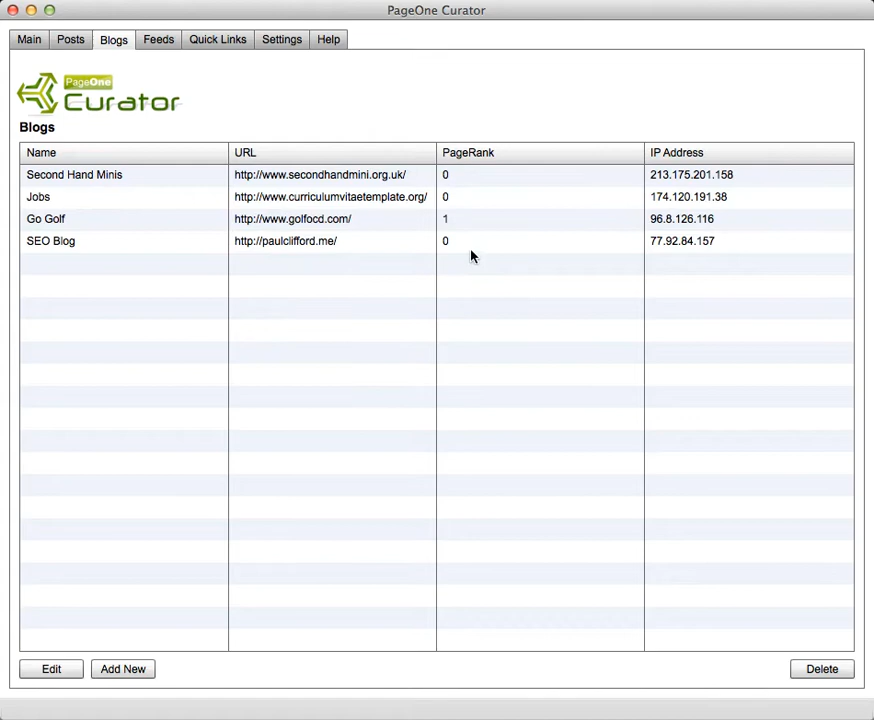 PageOne Curator
Main Posts Blogs Feeds Quick Links Settings Help
PageOne
Curator
Blogs
Name URL PageRank IP Address
Second Hand Minis http://www.secondhandmini.org.uk/ 0 213.175.201.158
Jobs http://www.curriculumvitaetemplate.org/ 0 174.120.191.38
Go Golf http://www.golfocd.com/ 1 96.8.126.116
SEO Blog http://paulclifford.me/ 0 77.92.84.157
Edit Add New Delete